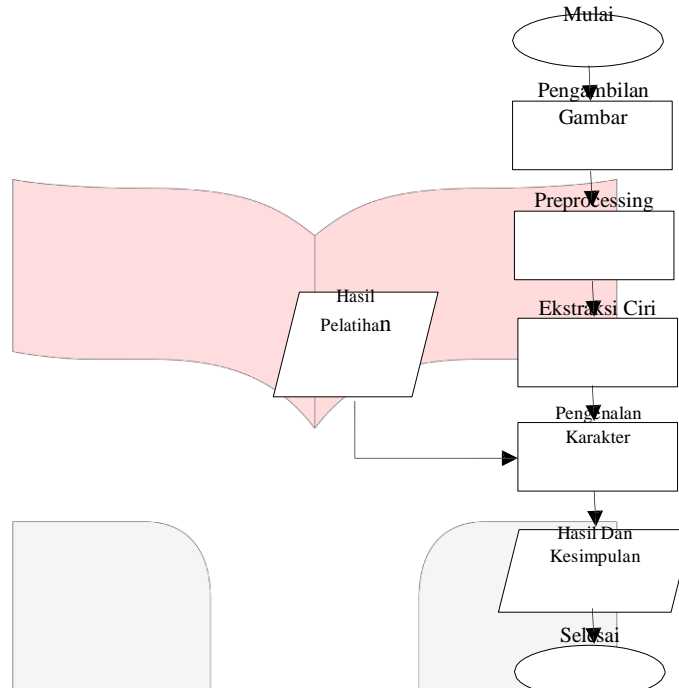 Mulai
Pengambilan
Gambar
Preprocessing
Hasil
Pelatihan
Ekstraksi Ciri
Pengenalan
Karakter
Hasil Dan
Kesimpulan
Selesai